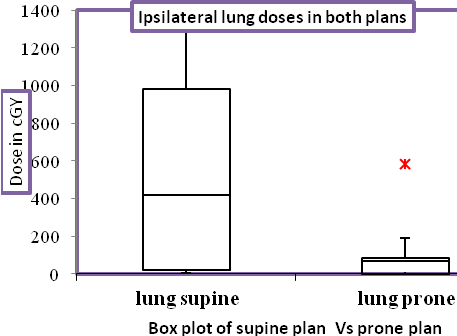 Ipsilateral lung doses in both plans
Dose in cGY
1400
1200
1000
800
600
400
200
0
lung supine
lung prone
Box plot of supine plan Vs prone plan